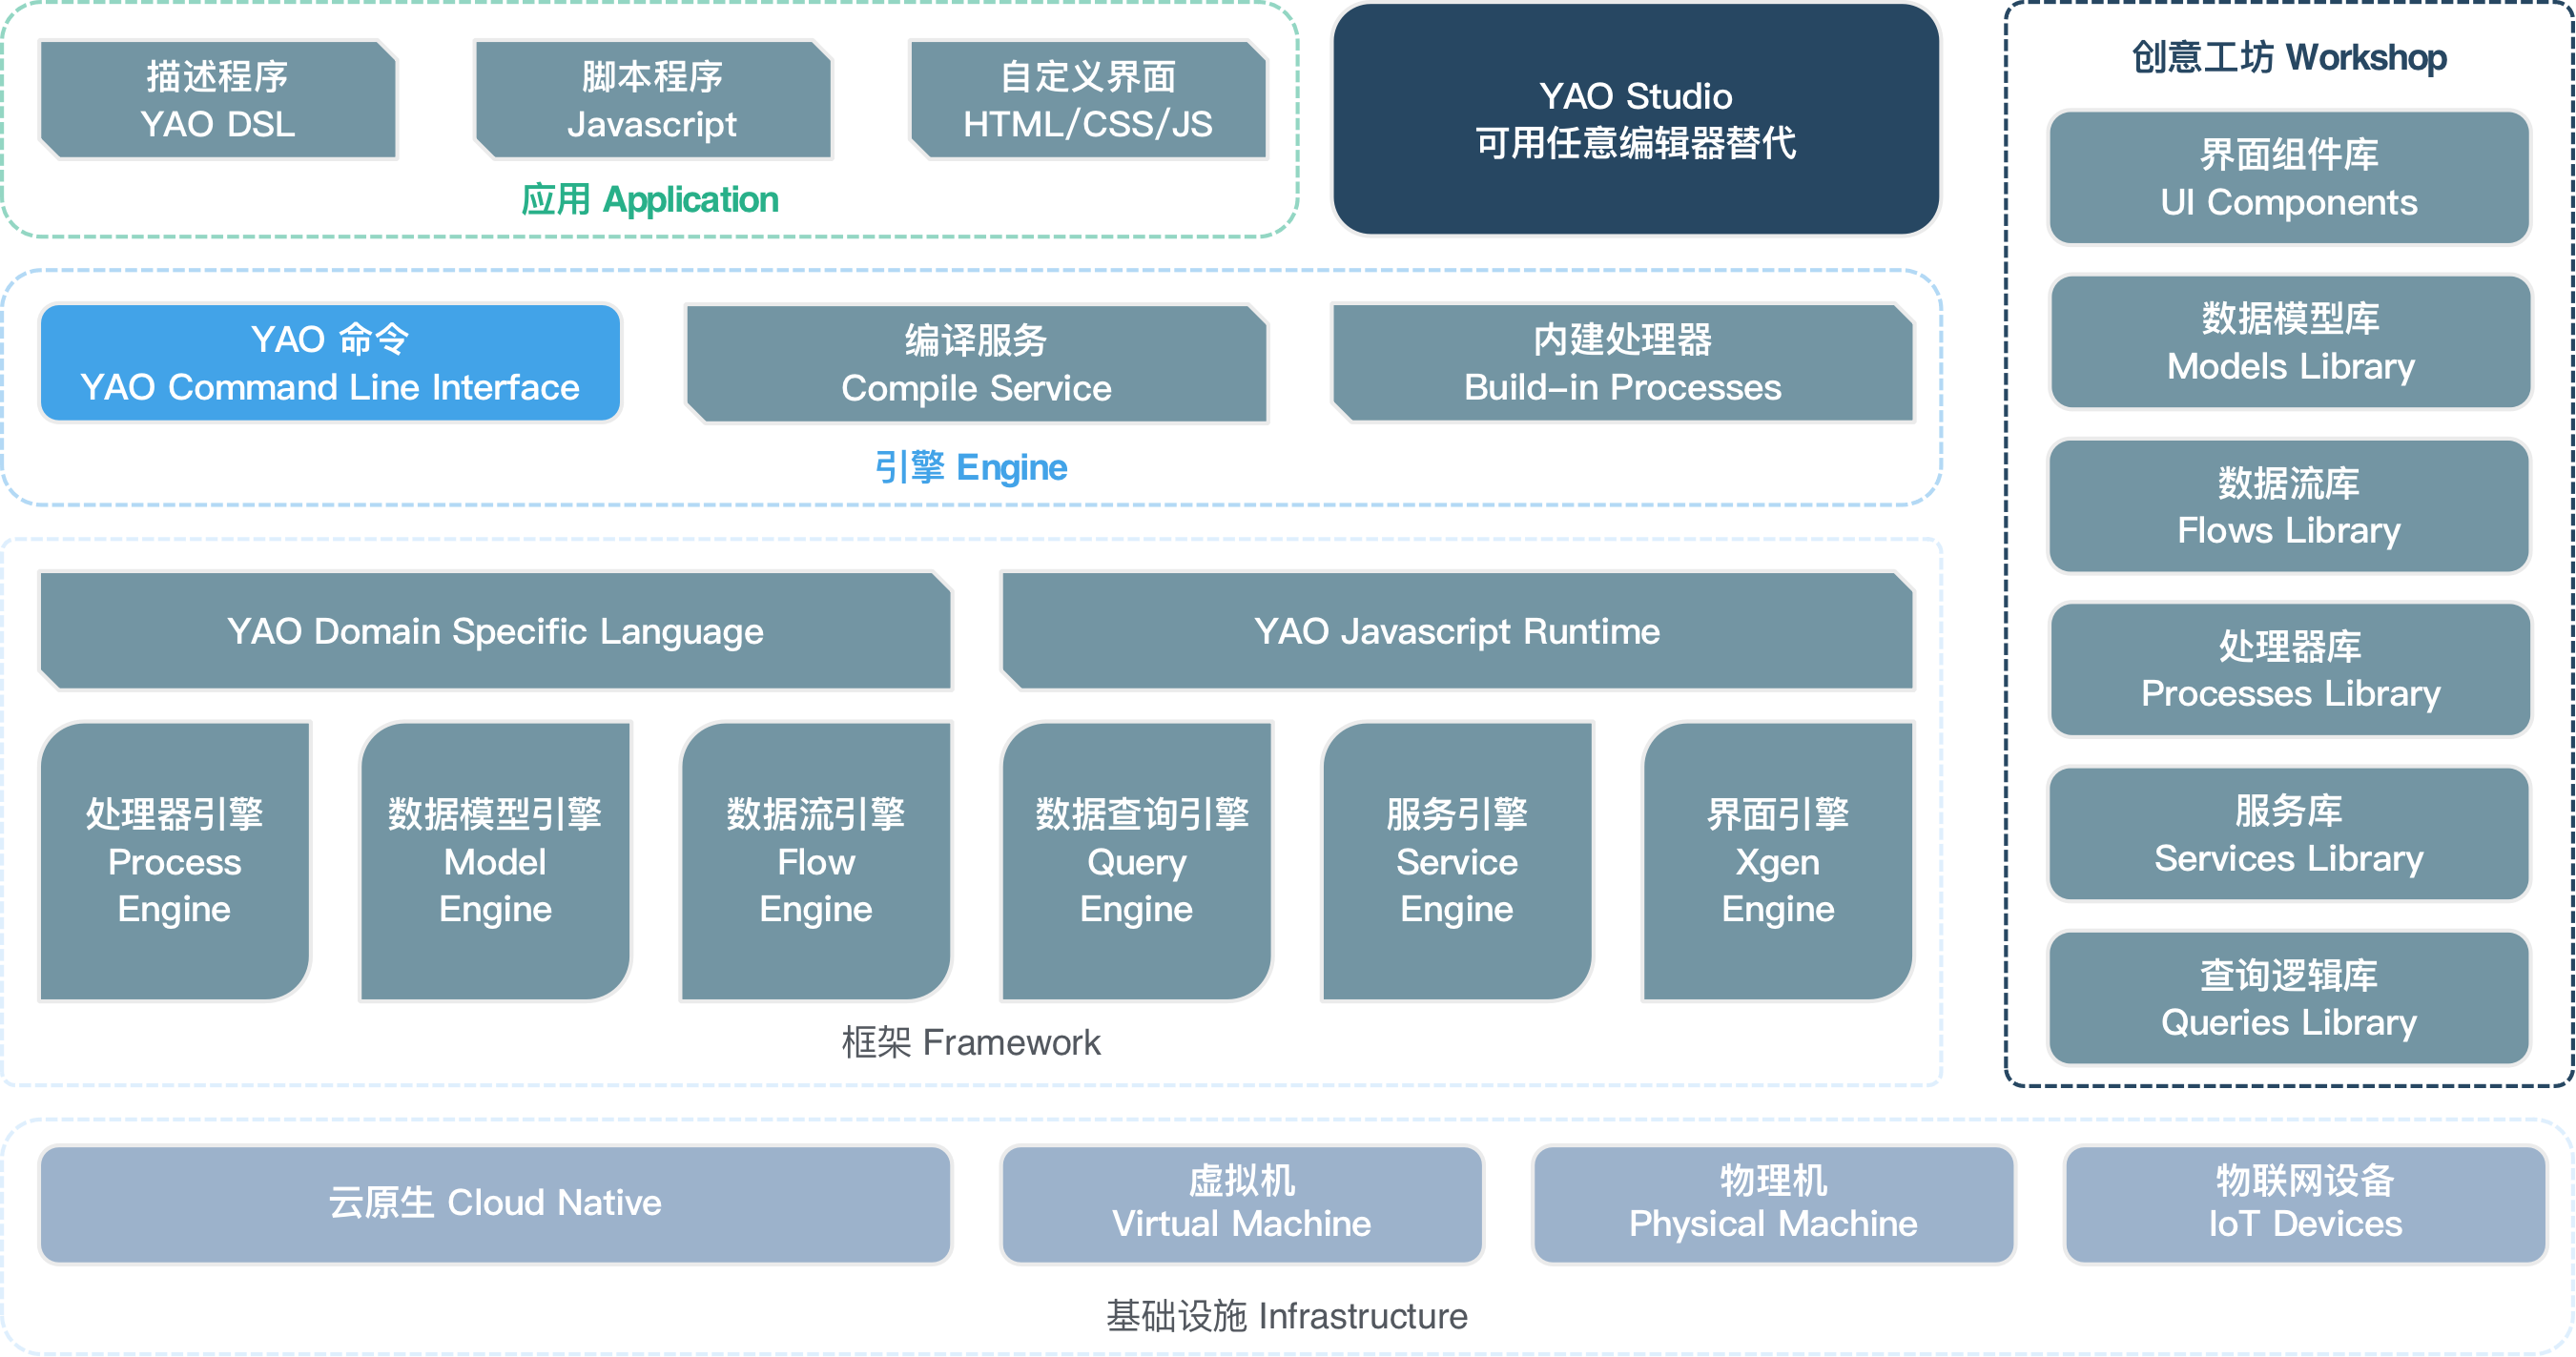 描述程序
YAO DSL
脚本程序
Javascript
自定义界面
HTML/CSS/JS
应用 Application
YAO Studio
可用任意编辑器替代
YAO 命令
YAO Command Line Interface
编译服务
Compile Service
内建处理器
Build-in Processes
引擎 Engine
YAO Domain Specific Language
YAO Javascript Runtime
处理器引擎
Process
Engine
数据模型引擎
Model
Engine
数据流引擎
Flow
Engine
数据查询引擎
Query
Engine
服务引擎
Service
Engine
界面引擎
Xgen
Engine
框架 Framework
创意工坊 Workshop
界面组件库
UI Components
数据模型库
Models Library
数据流库
Flows Library
处理器库
Processes Library
服务库
Services Library
查询逻辑库
Queries Library
云原生 Cloud Native
虚拟机
Virtual Machine
物理机
Physical Machine
物联网设备
IoT Devices
基础设施 Infrastructure